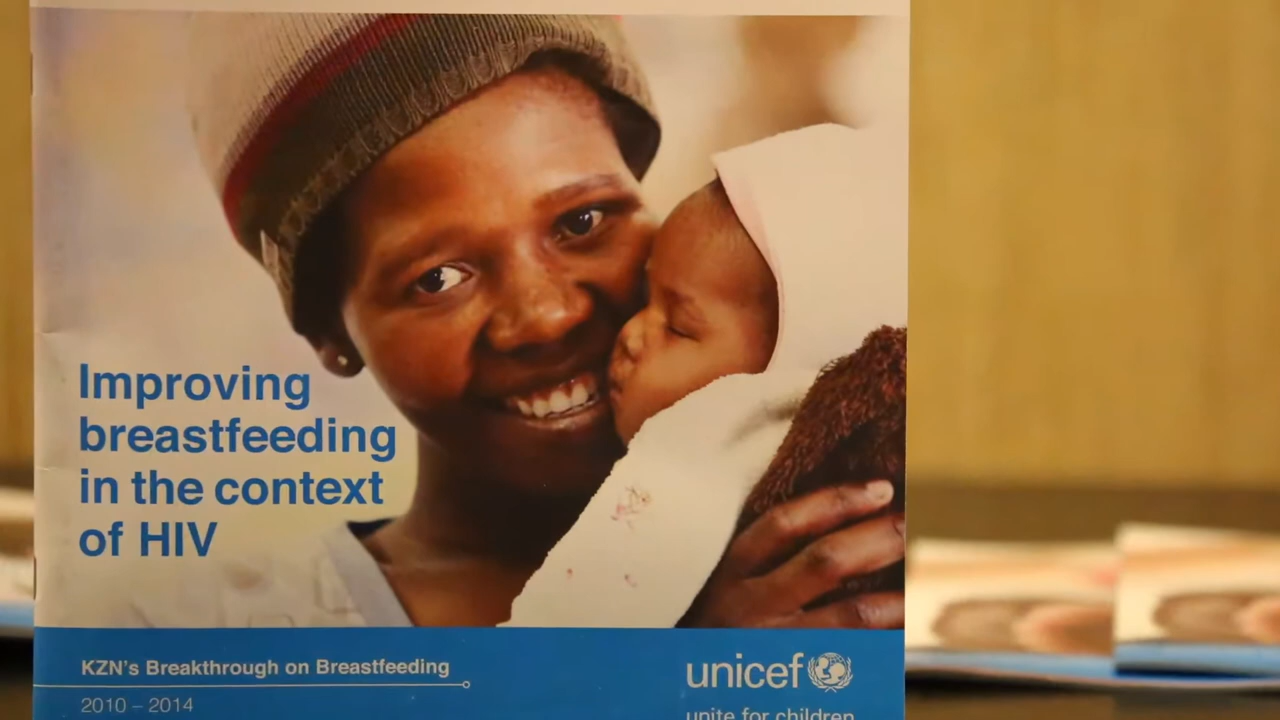 Improving
breastfeeding
in the context
of HIV
KZN's Breakthrough on Breastfeeding
2010 – 2014
unicef
unite for children